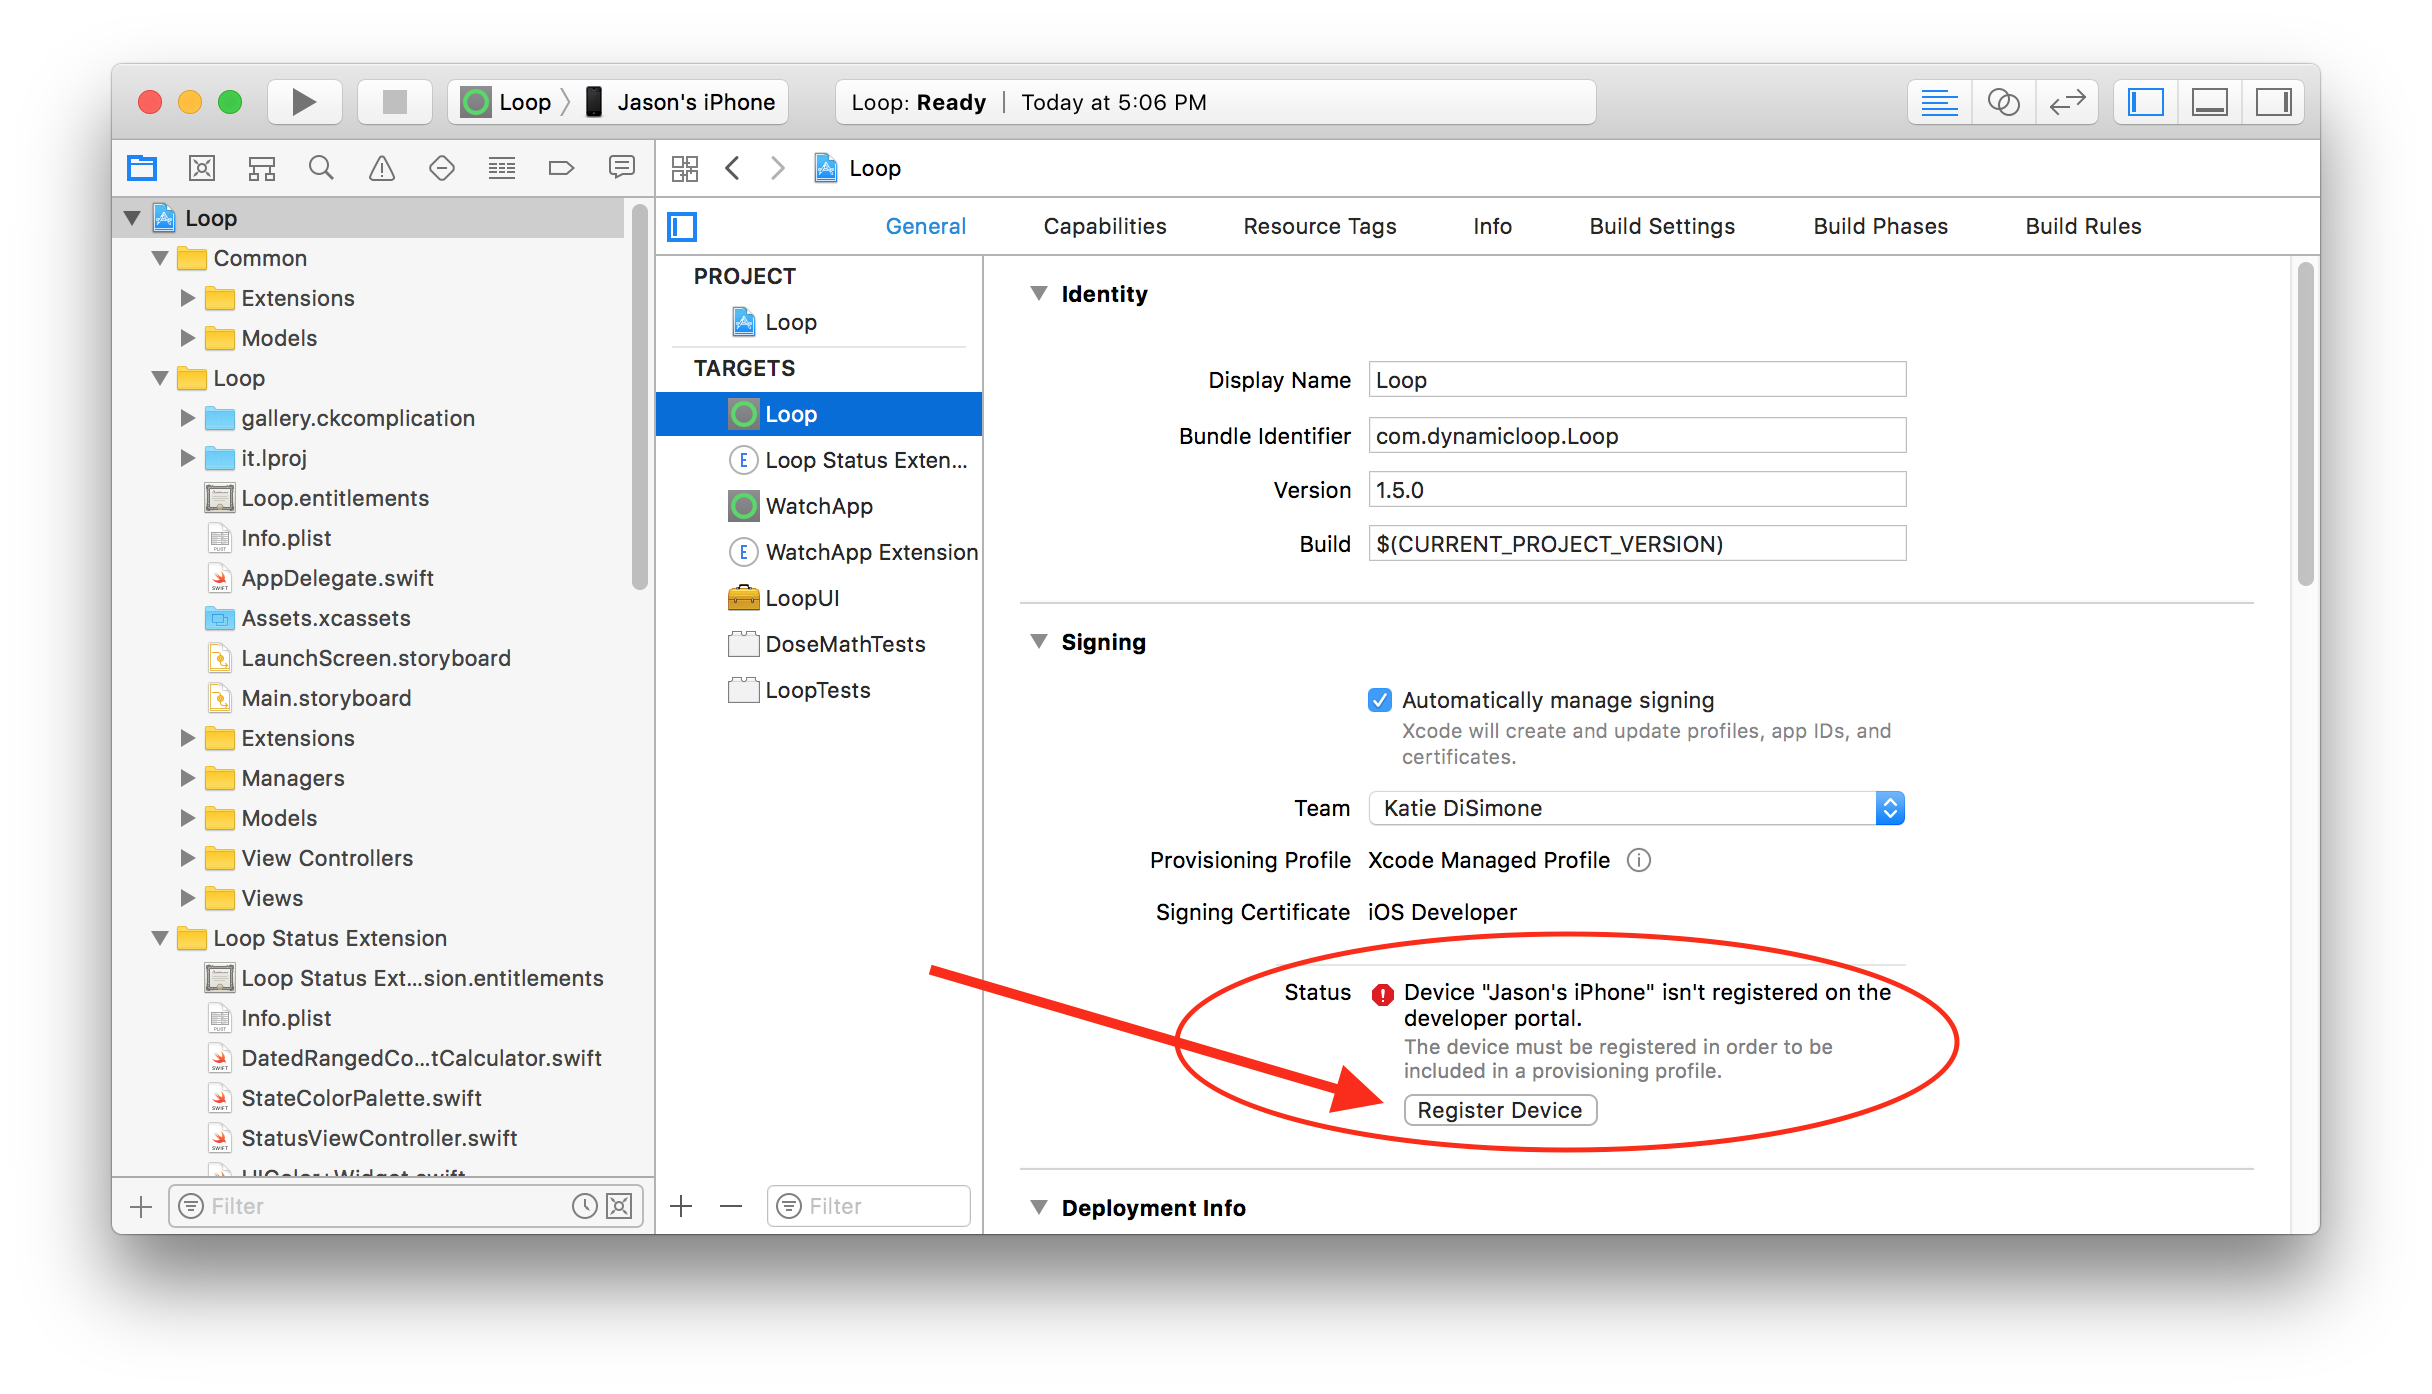 Loop 〉 Jason's iPhone
Loop: Ready | Today at 5:06 PM
Loop
Loop
Common
Extensions
Models
Loop
gallery.ckcomplication
it.lproj
Loop.entitlements
Info.plist
AppDelegate.swift
Assets.xcassets
LaunchScreen.storyboard
Main.storyboard
Extensions
Managers
Models
View Controllers
Views
Loop Status Extension
Loop Status Ext...sion.entitlements
Info.plist
DatedRangedCo...tCalculator.swift
StateColorPalette.swift
StatusViewController.swift
UIColor+Widget.swift
Filter
General Capabilities Resource Tags Info Build Settings Build Phases Build Rules
PROJECT
Loop
TARGETS
Loop
Loop Status Exten...
WatchApp
WatchApp Extension
LoopUI
DoseMathTests
LoopTests
Filter
Identity
Display Name Loop
Bundle Identifier com.dynamicloop.Loop
Version 1.5.0
Build $(CURRENT_PROJECT_VERSION)
Signing
Automatically manage signing
Xcode will create and update profiles, app IDs, and
certificates.
Team Katie DiSimone
Provisioning Profile Xcode Managed Profile
Signing Certificate iOS Developer
Status Device "Jason's iPhone" isn't registered on the
developer portal.
The device must be registered in order to be
included in a provisioning profile.
Register Device
Deployment Info